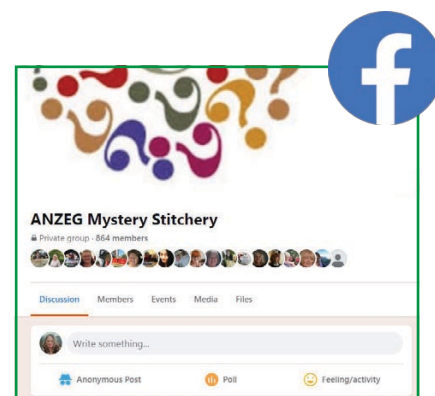 ANZEG Mystery Stitchery
Private group · 864 members
Discussion Members Events Media Files
Write something...
Anonymous Post Poll Feeling/activity